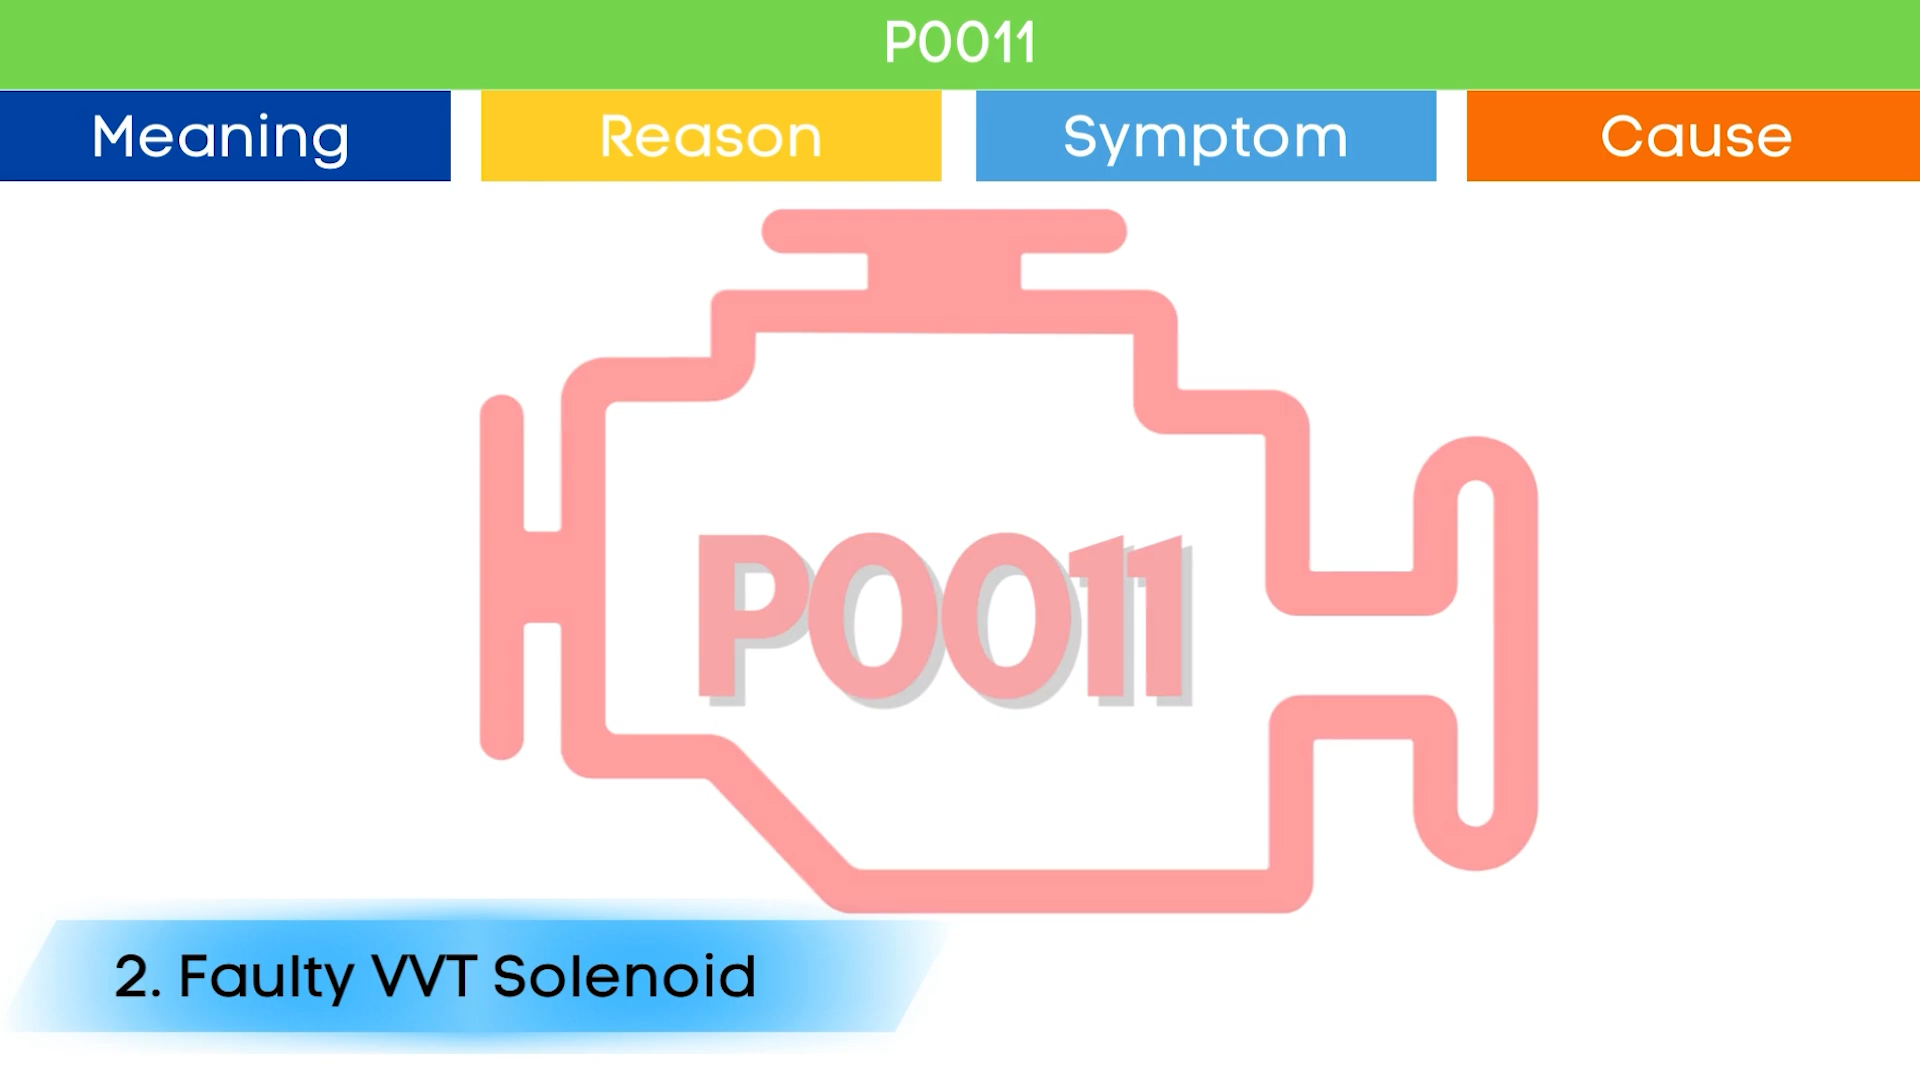 P0011
Meaning
Reason
Symptom
Cause
P0011
2. Faulty VVT Solenoid